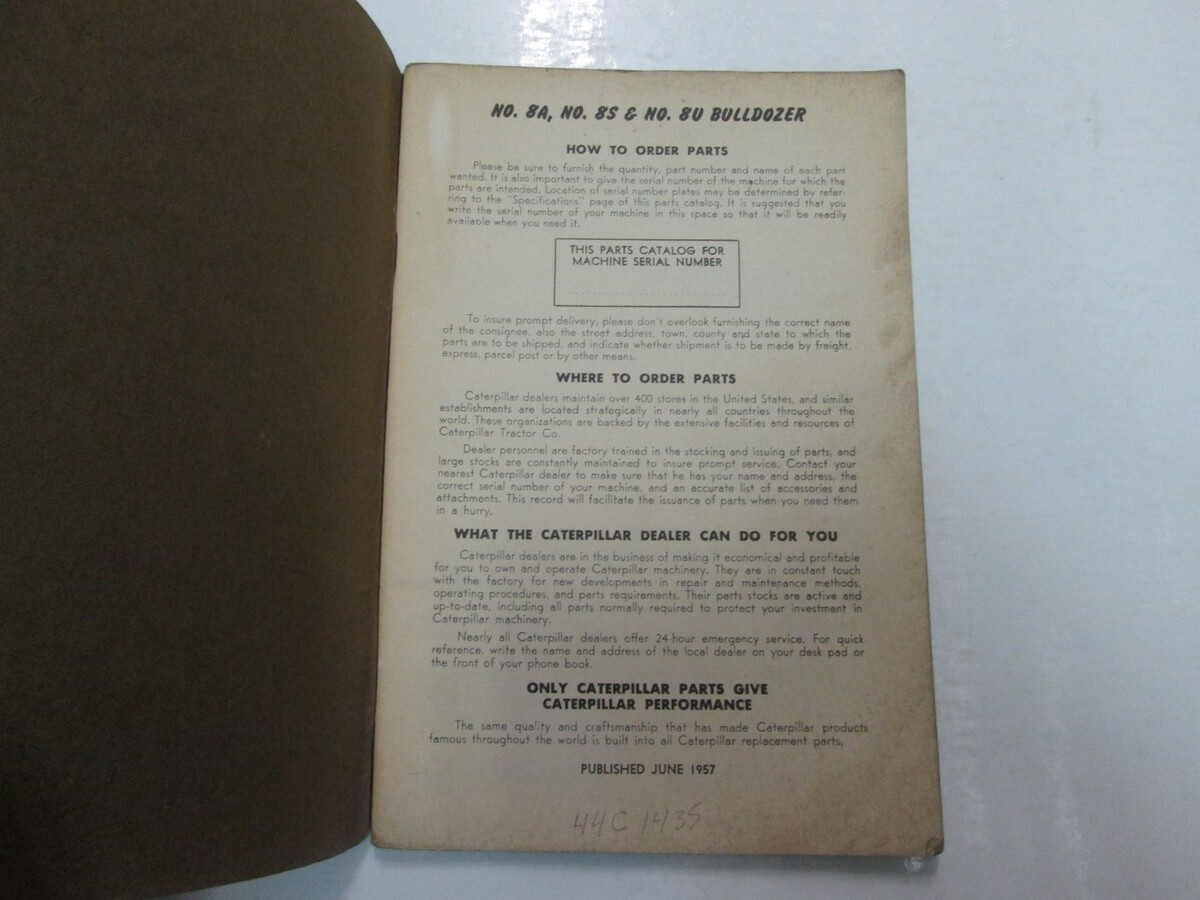 NO. 8A, NO. 8S & NO. 8U BULLDOZER
HOW TO ORDER PARTS
Please be sure to furnish the quantity, part number and name of each part
wanted. It is also important to give the serial number of the machine for which the
parts are intended. Location of serial number plates may be determined by refer-
ring to the "Specifications" page of this parts catalog. It is suggested that you
write the serial number of your machine in this space so that it will be readily
available when you need it.
THIS PARTS CATALOG FOR
MACHINE SERIAL NUMBER
To insure prompt delivery, please don't overlook furnishing the correct name
of the consignee, also the street address, town, county and state to which the
parts are to be shipped, and indicate whether shipment is to be made by freight,
express, parcel post or by other means.
WHERE TO ORDER PARTS
Caterpillar dealers maintain over 400 stores in the United States, and similar
establishments are located strategically in nearly all countries throughout the
world. These organizations are backed by the extensive facilities and resources of
Caterpillar Tractor Co.
Dealer personnel are factory trained in the stocking and issuing of parts, and
large stocks are constantly maintained to insure prompt service. Contact your
nearest Caterpillar dealer to make sure that he has your name and address, the
correct serial number of your machine, and an accurate list of accessories and
attachments. This record will facilitate the issuance of parts when you need them
in a hurry.
WHAT THE CATERPILLAR DEALER CAN DO FOR YOU
Caterpillar dealers are in the business of making it economical and profitable
for you to own and operate Caterpillar machinery. They are in constant touch
with the factory for new developments in repair and maintenance methods,
operating procedures, and parts requirements. Their parts stocks are active and
up-to-date, including all parts normally required to protect your investment in
Caterpillar machinery.
Nearly all Caterpillar dealers offer 24-hour emergency service. For quick
reference, write the name and address of the local dealer on your desk pad or
the front of your phone book.
ONLY CATERPILLAR PARTS GIVE
CATERPILLAR PERFORMANCE
The same quality and craftsmanship that has made Caterpillar products
famous throughout the world is built into all Caterpillar replacement parts.
PUBLISHED JUNE 1957
44C 1435